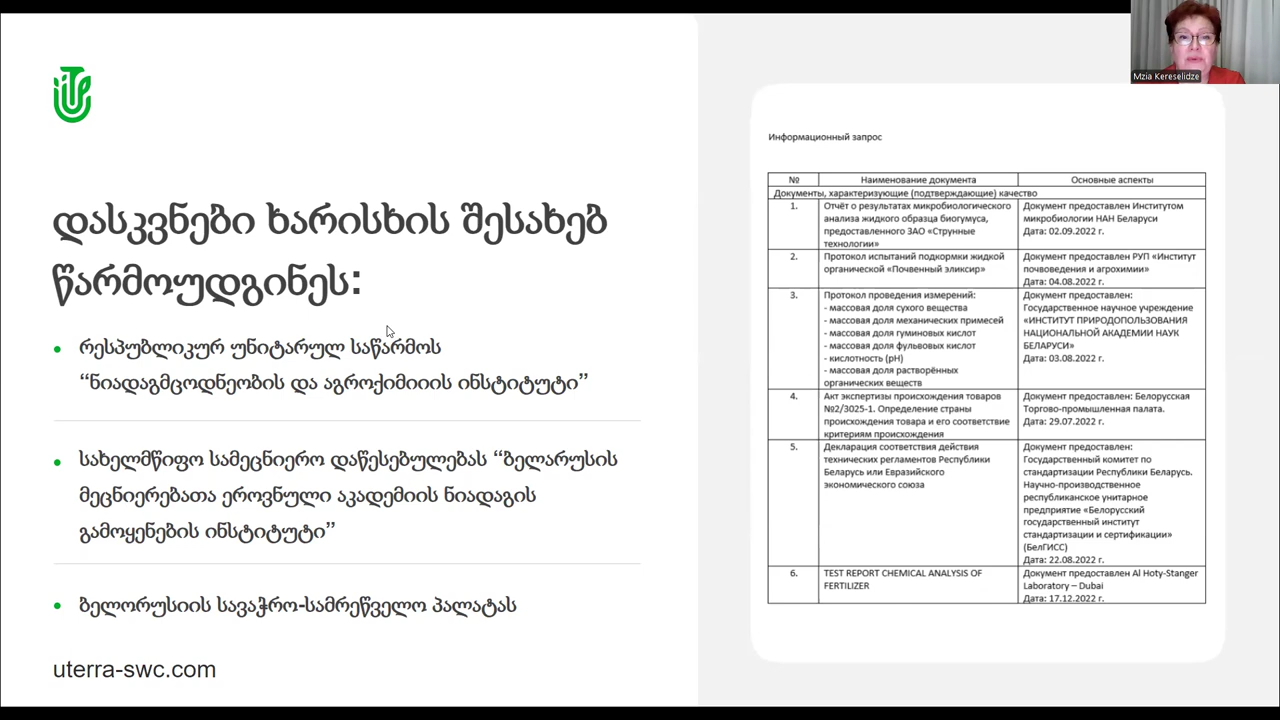 Mzia Kereselidze
დასკვნები ხარისხის შესახებ
წარმოუდგინეს:
• რესპუბლიკურ უნიტარულ საწარმოს
“ნიადაგმცოდნეობის და აგროქიმიის ინსტიტუტი”
• სახელმწიფო სამეცნიერო დაწესებულებას “ბელარუსის
მეცნიერებათა ეროვნული აკადემიის ნიადაგის
გამოყენების ინსტიტუტი”
• ბელორუსიის სავაჭრო-სამრეწველო პალატას
uterra-swc.com
Информационный запрос
№ Наименование документа Основные аспекты
Документы, характеризующие (подтверждающие) качество
1. Отчёт о результатах микробиологического Документ предоставлен Институтом
анализа жидкого образца биогумуса, микробиологии НАН Беларуси
предоставленного ЗАО «Струнные Дата: 02.09.2022 г.
технологии»
2. Протокол испытаний подкормки жидкой Документ предоставлен РУП «Институт
органической «Почвенный эликсир» почвоведения и агрохимии»
Дата: 04.08.2022 г.
3. Протокол проведения измерений: Документ предоставлен:
- массовая доля сухого вещества Государственное научное учреждение
- массовая доля механических примесей «ИНСТИТУТ ПРИРОДОПОЛЬЗОВАНИЯ
- массовая доля гуминовых кислот НАЦИОНАЛЬНОЙ АКАДЕМИИ НАУК
- массовая доля фульвовых кислот БЕЛАРУСИ»
- кислотность (pH) Дата: 03.08.2022 г.
- массовая доля растворённых
органических веществ
4. Акт экспертизы происхождения товаров Документ предоставлен: Белорусская
№2/3025-1. Определение страны Торгово-промышленная палата.
происхождения товара и его соответствие Дата: 29.07.2022 г.
критериям происхождения
5. Декларация соответствия действия Документ предоставлен:
технических регламентов Республики Государственный комитет по
Беларусь или Евразийского стандартизации Республики Беларусь.
экономического союза Научно-производственное
республиканское унитарное
предприятие «Белорусский
государственный институт
стандартизации и сертификации»
(БелГИСС)
Дата: 22.08.2022 г.
6. TEST REPORT CHEMICAL ANALYSIS OF Документ предоставлен Al Hoty-Stanger
FERTILIZER Laboratory – Dubai
Дата: 17.12.2022 г.